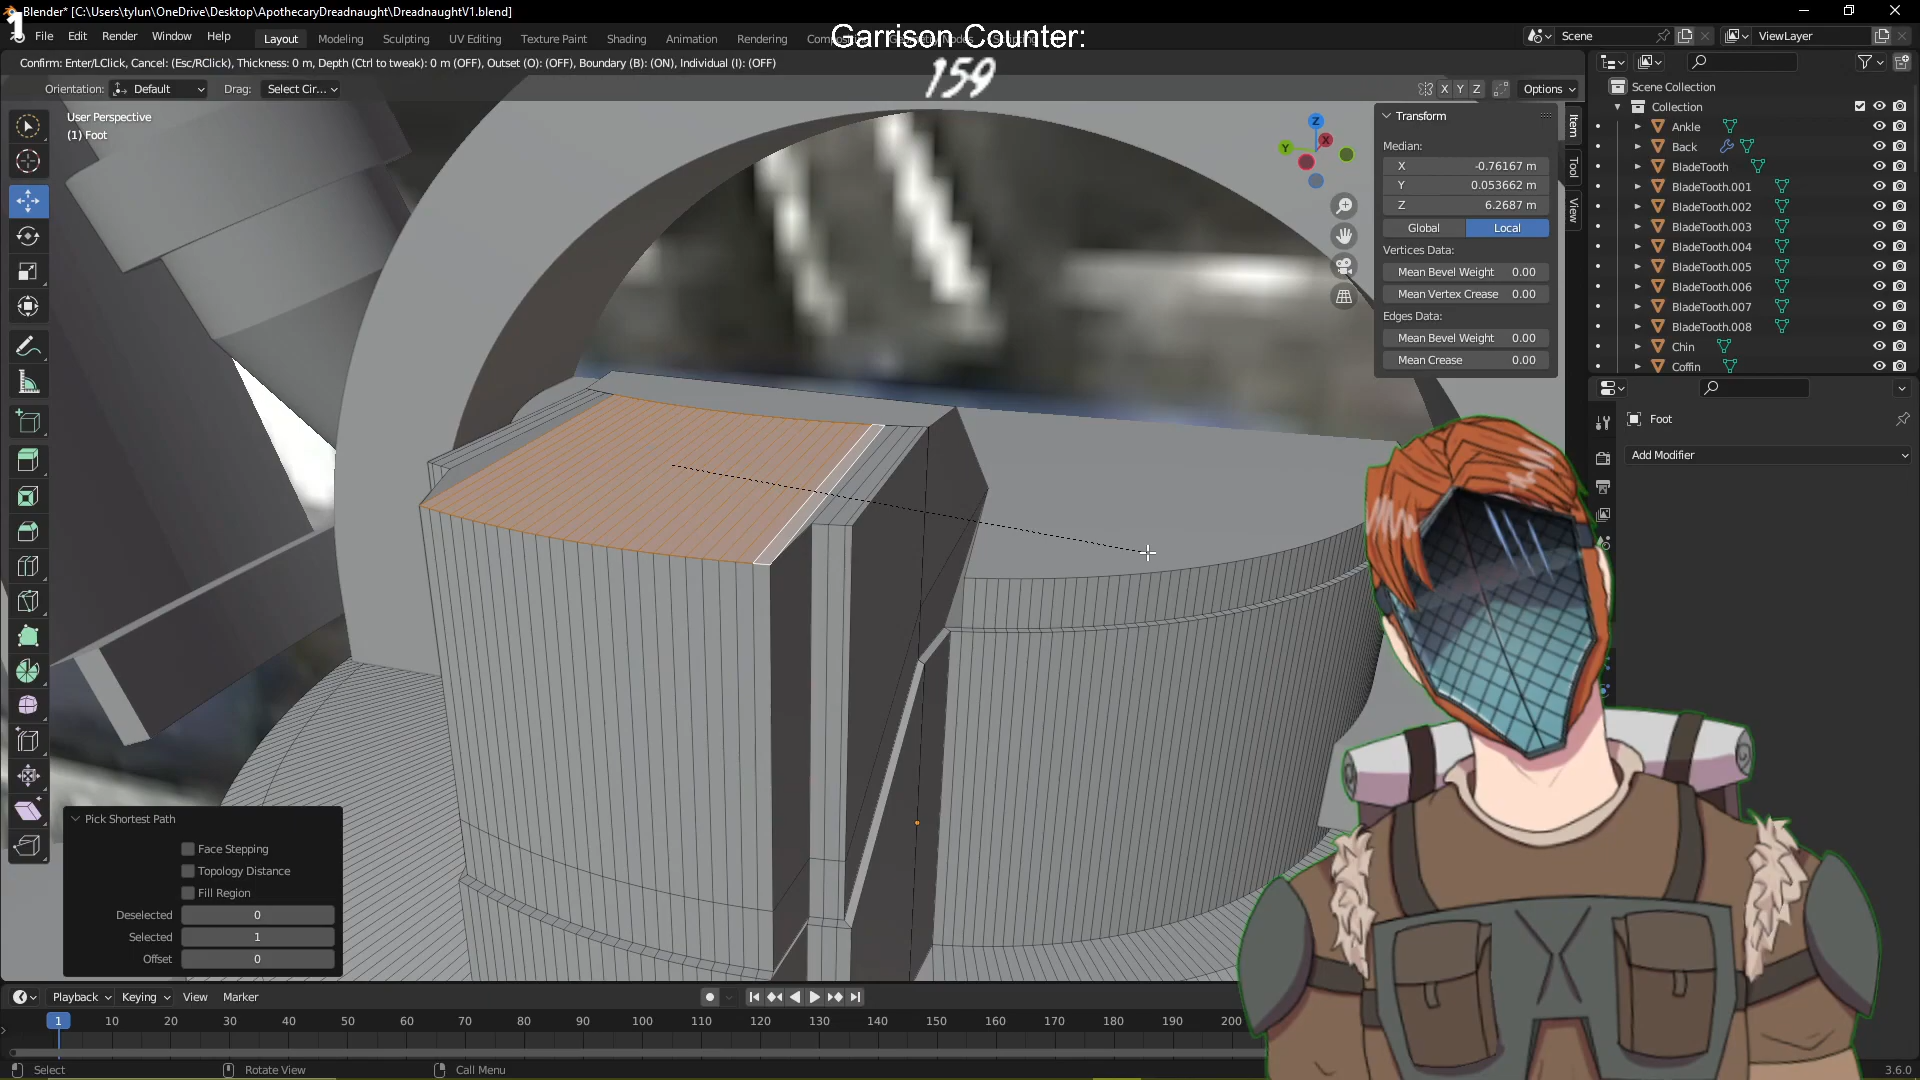 1
Blender* [C:\Users\tylun\OneDrive\Desktop\ApothecaryDreadnaught\DreadnaughtV1.blend]
File Edit Render Window Help Layout Modeling Sculpting UV Editing Texture Paint Shading Animation Rendering Scene ViewLayer
Garrison Counter:
159
Confirm: Enter/LClick, Cancel: (Esc/RClick), Thickness: 0 m, Depth (Ctrl to tweak): 0 m (OFF), Outset (O): (OFF), Boundary (B): (ON), Individual (I): (OFF)
Orientation: Default Drag: Select Cir... X Y Z Options
User Perspective
(1) Foot
Z
X
Y
Transform
Median:
X -0.76167 m
Y 0.053662 m
Z 6.2687 m
Global Local
Vertices Data:
Mean Bevel Weight 0.00
Mean Vertex Crease 0.00
Edges Data:
Mean Bevel Weight 0.00
Mean Crease 0.00
Item
Tool
View
Scene Collection
Collection
Ankle
Back
BladeTooth
BladeTooth.001
BladeTooth.002
BladeTooth.003
BladeTooth.004
BladeTooth.005
BladeTooth.006
BladeTooth.007
BladeTooth.008
Chin
Coffin
Foot
Add Modifier
Pick Shortest Path
Face Stepping
Topology Distance
Fill Region
Deselected 0
Selected 1
Offset 0
Playback Keying View Marker
1 10 20 30 40 50 60 70 80 90 100 110 120 130 140 150 160 170 180 190 200
Select Rotate View Call Menu 3.6.0